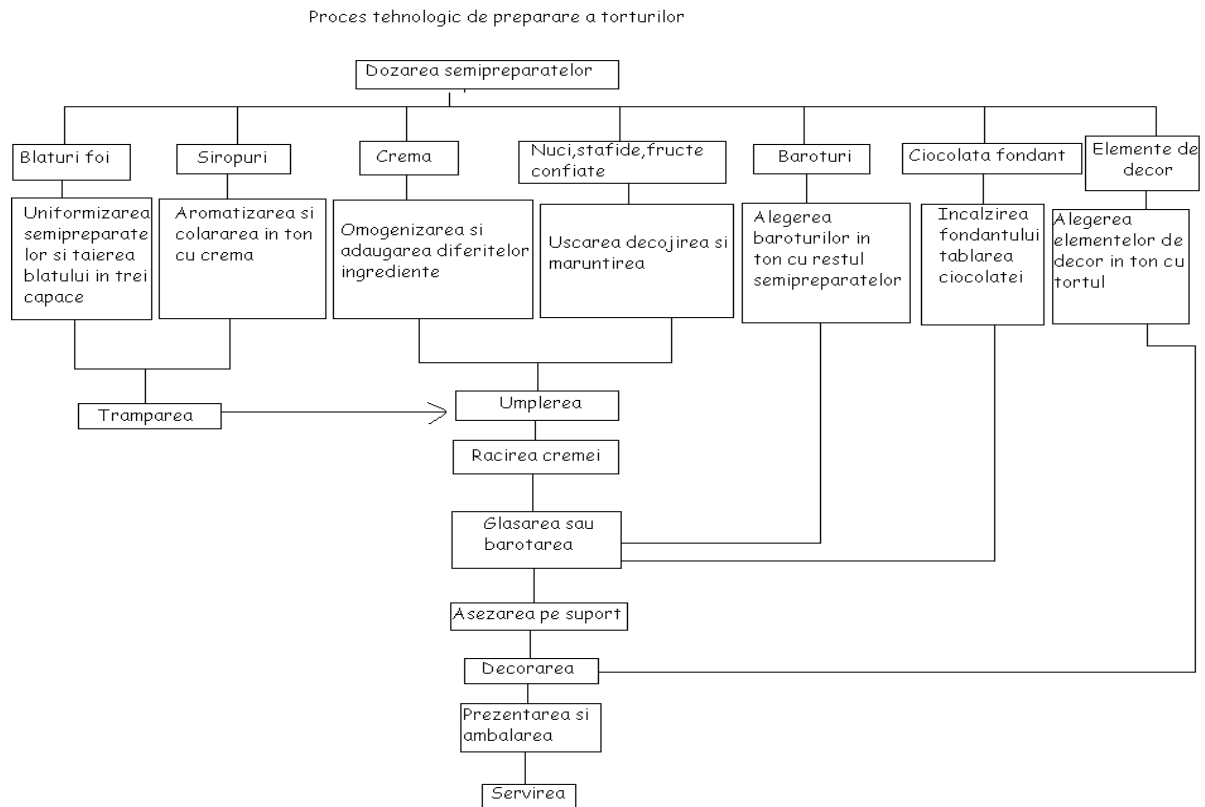 Proces tehnologic de preparare a torturilor
Dozarea semipreparatelor
Blaturi foi
Siropuri
Crema
Nuci,stafide,fructe
confiate
Baroturi
Ciocolata fondant
Elemente de
decor
Uniformizarea
semipreparate
lor si taierea
blatului in trei
capace
Aromatizarea si
colararea in ton
cu crema
Omogenizarea si
adaugarea diferitelor
ingrediente
Uscarea decojirea si
maruntirea
Alegerea
baroturilor in
ton cu restul
semipreparatelor
Incalzirea
fondantului
tablarea
ciocolatei
Alegerea
elementelor de
decor in ton cu
tortul
Tramparea
Umplerea
Racirea cremei
Glasarea sau
barotarea
Asezarea pe suport
Decorarea
Prezentarea si
ambalarea
Servirea